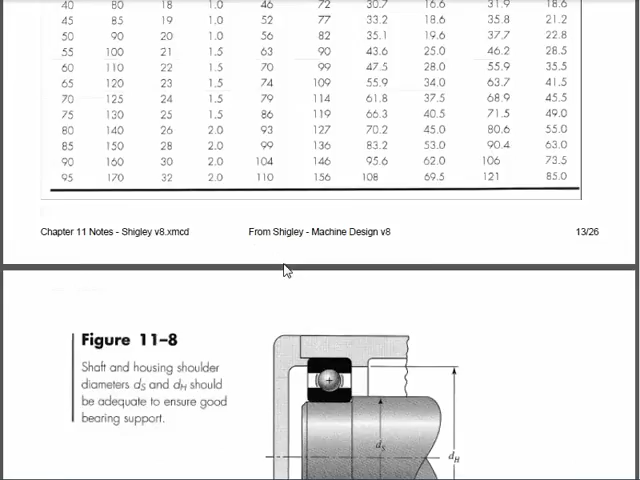 40 80 18 1.0 46 72 30.7 16.6 31.9 18.6
45 85 19 1.0 52 77 33.2 18.6 35.8 21.2
50 90 20 1.0 56 82 35.1 19.6 37.7 22.8
55 100 21 1.5 63 90 43.6 25.0 46.2 28.5
60 110 22 1.5 70 99 47.5 28.0 55.9 35.5
65 120 23 1.5 74 109 55.9 34.0 63.7 41.5
70 125 24 1.5 79 114 61.8 37.5 68.9 45.5
75 130 25 1.5 86 119 66.3 40.5 71.5 49.0
80 140 26 2.0 93 127 70.2 45.0 80.6 55.0
85 150 28 2.0 99 136 83.2 53.0 90.4 63.0
90 160 30 2.0 104 146 95.6 62.0 106 73.5
95 170 32 2.0 110 156 108 69.5 121 85.0
Chapter 11 Notes - Shigley v8.xmcd From Shigley - Machine Design v8 13/26
Figure 11–8
Shaft and housing shoulder
diameters dS and dH should
be adequate to ensure good
bearing support.
dS
dH